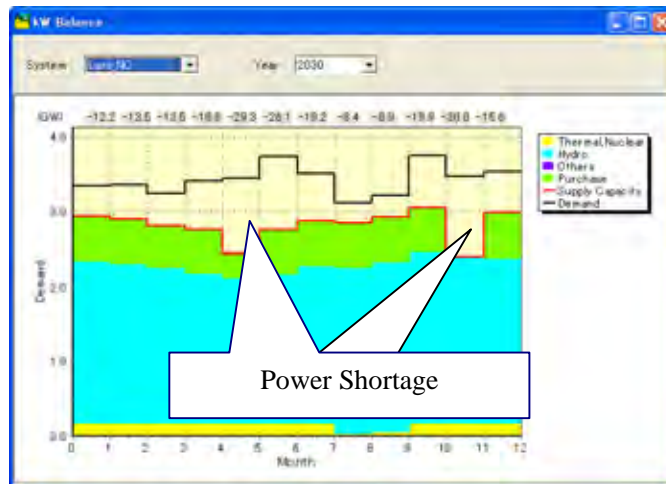 kW Balance
System Year 2030
(GW) -12.2 -13.5 -13.5 -18.8 -29.3 -28.1 -19.2 -8.4 -8.9 -30.8 -15.6
4.0
Thermal,Nuclear
Hydro
Others
Purchase
Supply Capacity
Demand
3.0
2.0
1.0
0.0
Demand
Power Shortage
0 1 2 3 4 5 6 7 8 9 10 11 12
Month